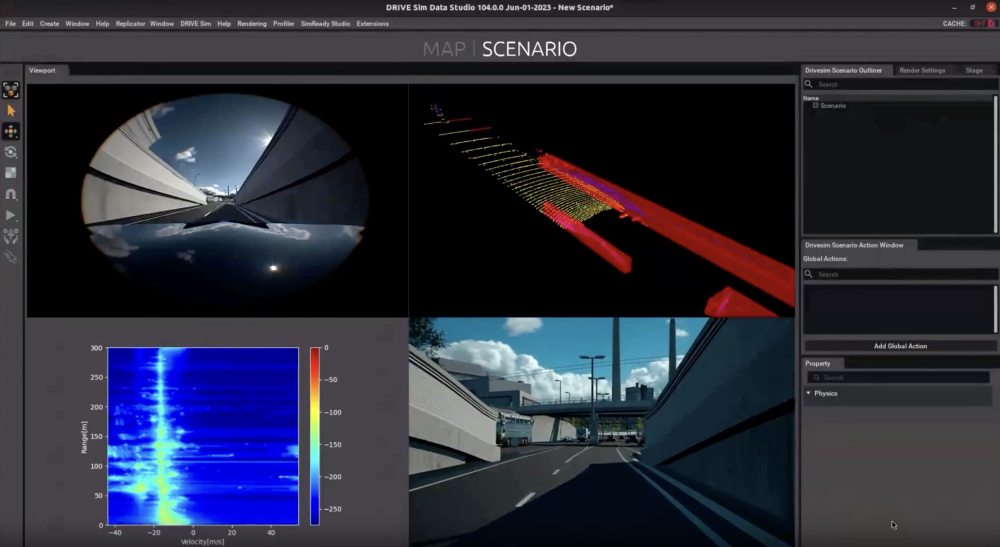 DRIVE Sim Data Studio 104.0.0 Jun-01-2023 - New Scenario*
File Edit Create Window Help Replicator Window DRIVE Sim Help Rendering Profiler SimReady Studio Extensions
CACHE: OFF
MAP | SCENARIO
Viewport
Drivesim Scenario Outliner Render Settings Stage
Search
Name
Scenario
Drivesim Scenario Action Window
Global Actions:
Search
Add Global Action
Property
Search
Physics
300
250
200
150
100
50
0
Range[m]
-40 -20 0 20 40
Velocity[m/s]
0
-50
-100
-150
-200
-250